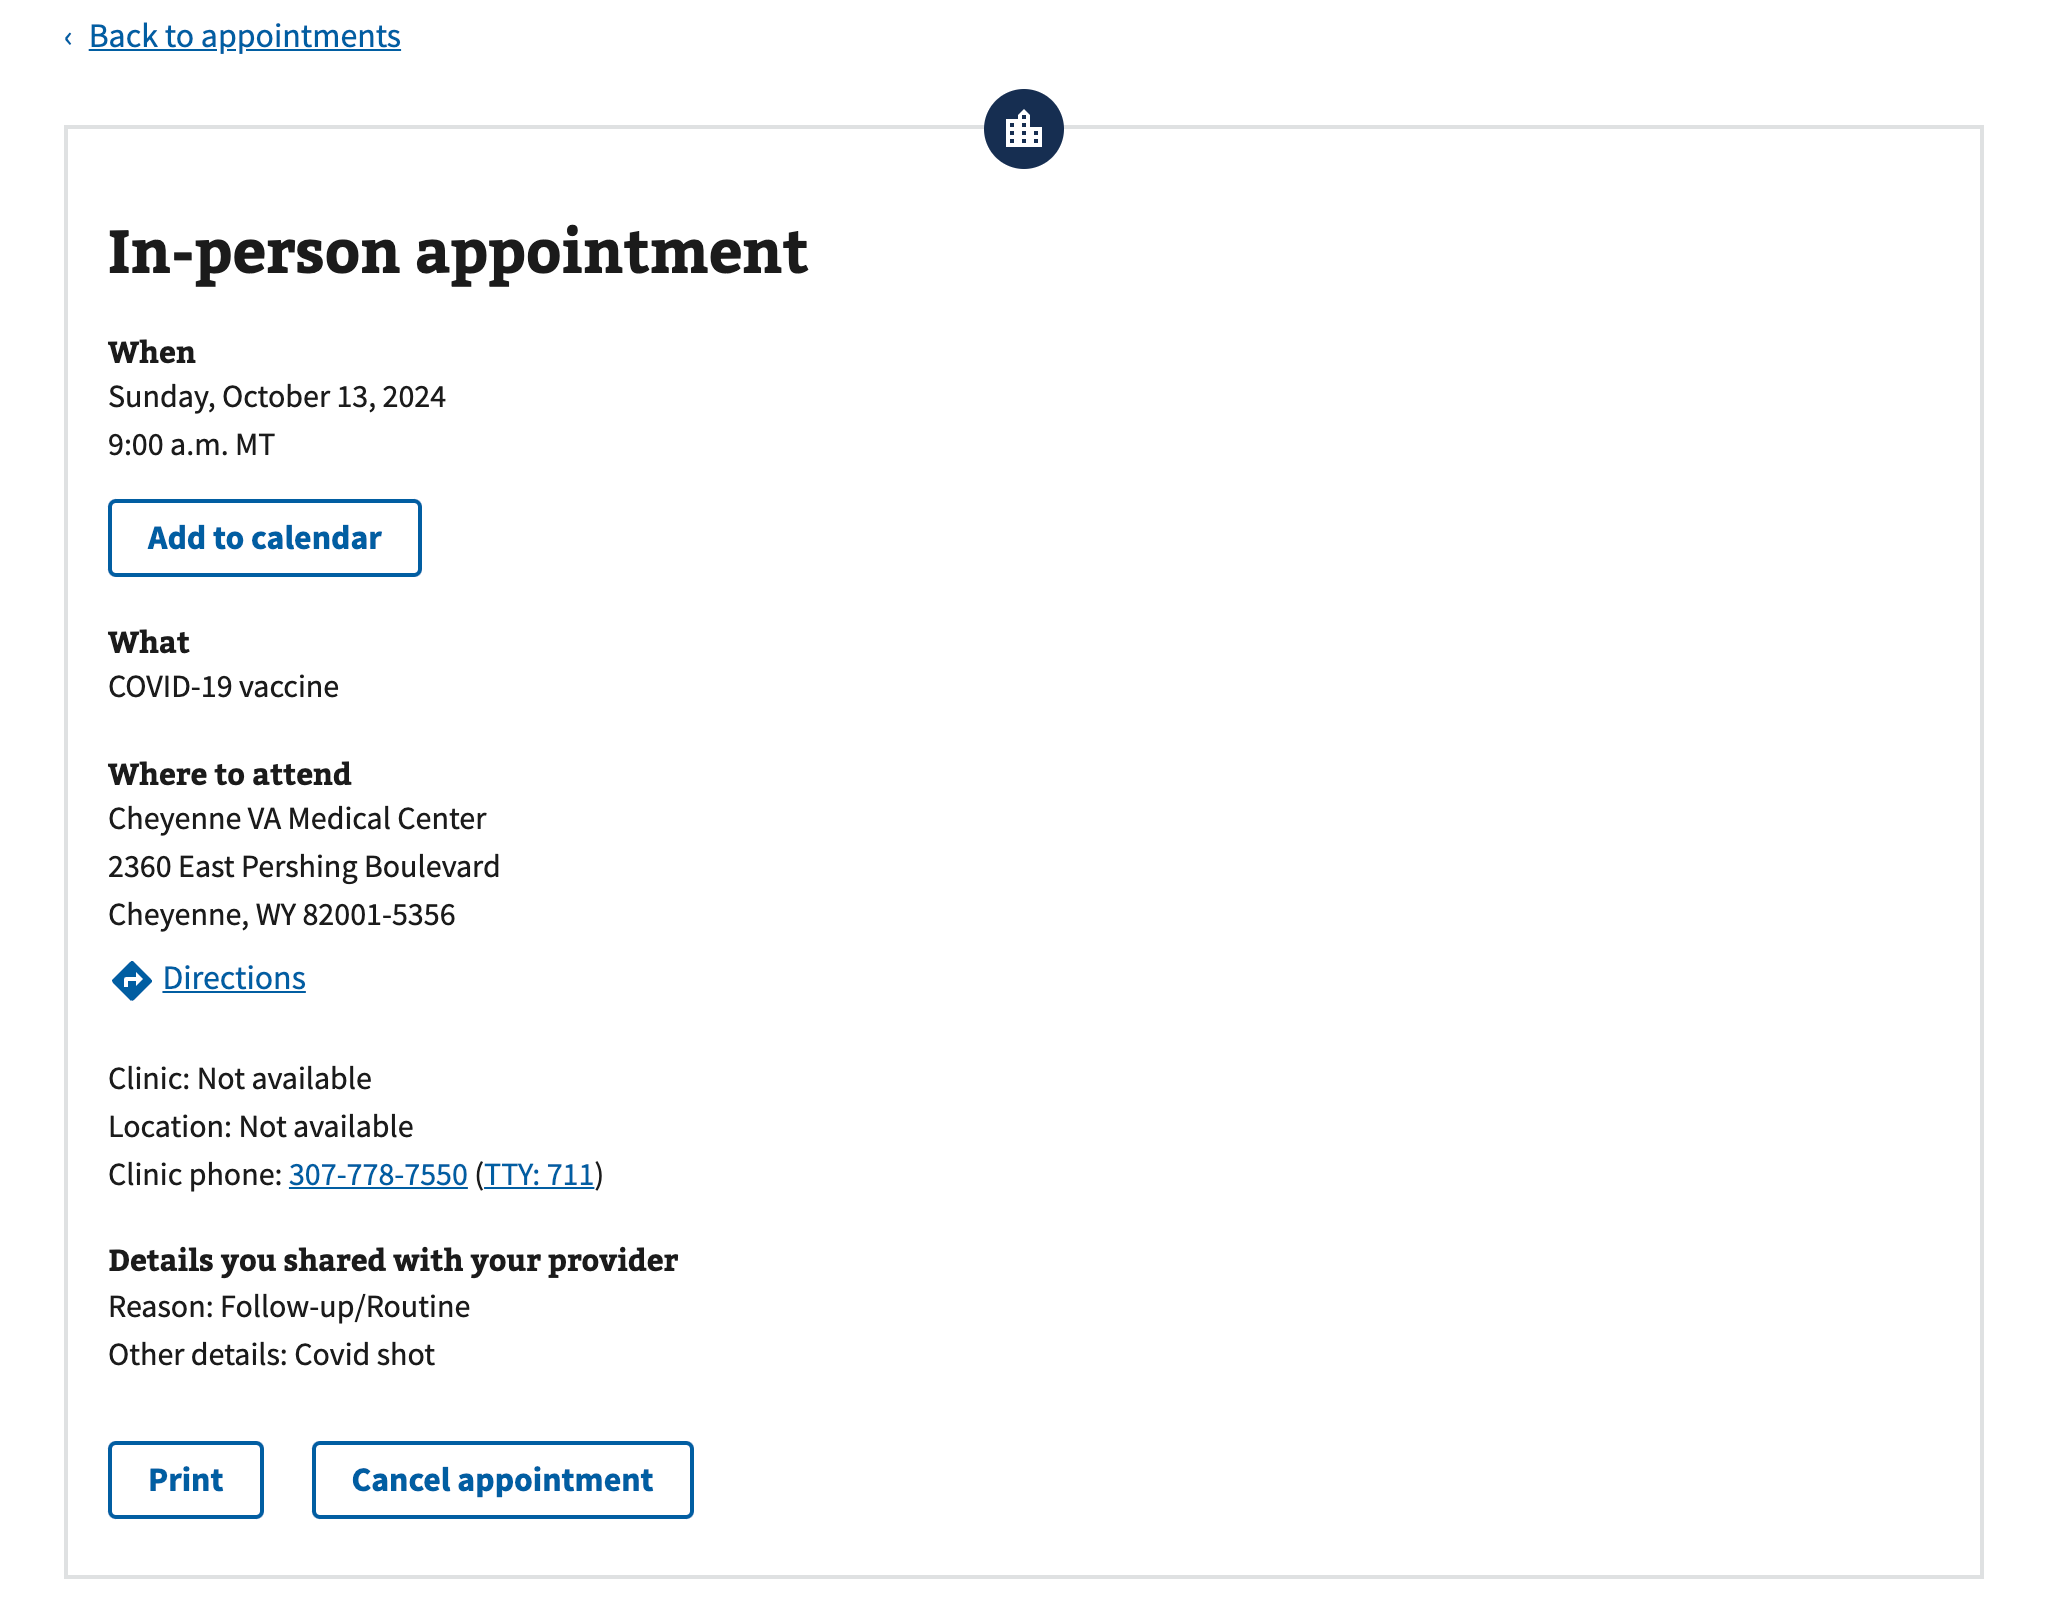 ‹ Back to appointments
In-person appointment
When
Sunday, October 13, 2024
9:00 a.m. MT
Add to calendar
What
COVID-19 vaccine
Where to attend
Cheyenne VA Medical Center
2360 East Pershing Boulevard
Cheyenne, WY 82001-5356
Directions
Clinic: Not available
Location: Not available
Clinic phone: 307-778-7550 (TTY: 711)
Details you shared with your provider
Reason: Follow-up/Routine
Other details: Covid shot
Print Cancel appointment